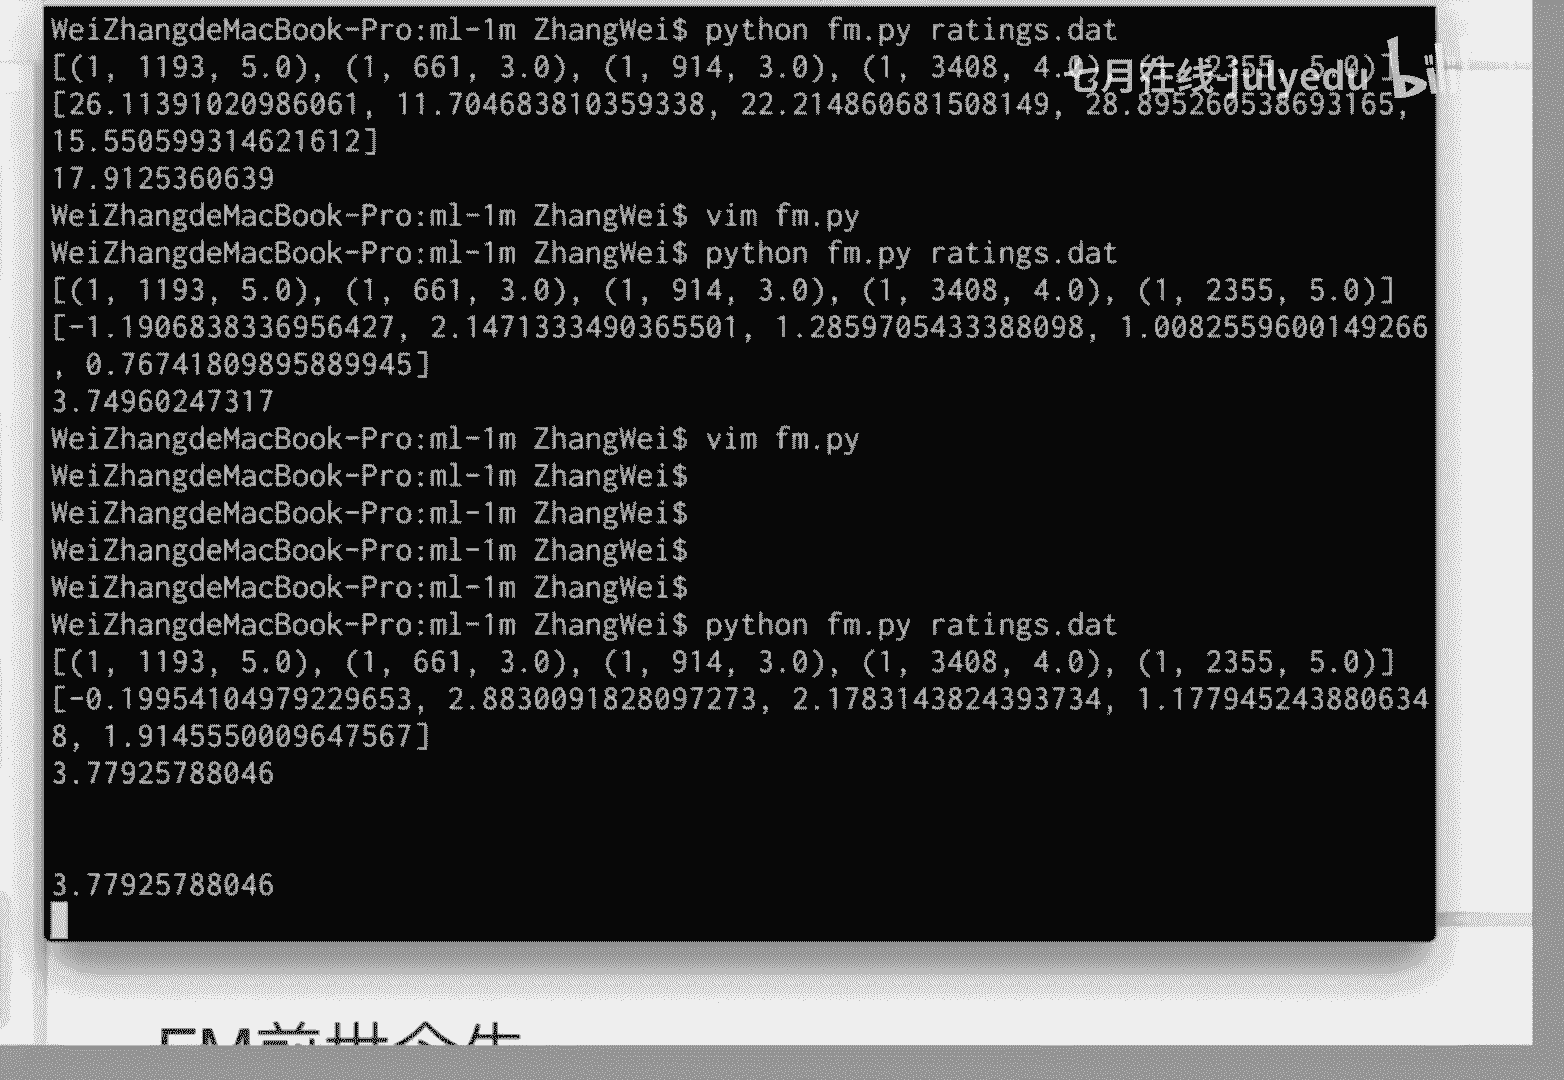 WeiZhangdeMacBook-Pro:ml-1m ZhangWei$ python fm.py ratings.dat
[(1, 1193, 5.0), (1, 661, 3.0), (1, 914, 3.0), (1, 3408, 4.0), (1, 2355, 5.0)]
七月在线-julyedu
[26.11391020986061, 11.704683810359338, 22.214860681508149, 28.895260538693165,
15.550599314621612]
17.9125360639
WeiZhangdeMacBook-Pro:ml-1m ZhangWei$ vim fm.py
WeiZhangdeMacBook-Pro:ml-1m ZhangWei$ python fm.py ratings.dat
[(1, 1193, 5.0), (1, 661, 3.0), (1, 914, 3.0), (1, 3408, 4.0), (1, 2355, 5.0)]
[-1.1906838336956427, 2.1471333490365501, 1.2859705433388098, 1.0082559600149266
, 0.76741809895889945]
3.74960247317
WeiZhangdeMacBook-Pro:ml-1m ZhangWei$ vim fm.py
WeiZhangdeMacBook-Pro:ml-1m ZhangWei$
WeiZhangdeMacBook-Pro:ml-1m ZhangWei$
WeiZhangdeMacBook-Pro:ml-1m ZhangWei$
WeiZhangdeMacBook-Pro:ml-1m ZhangWei$
WeiZhangdeMacBook-Pro:ml-1m ZhangWei$ python fm.py ratings.dat
[(1, 1193, 5.0), (1, 661, 3.0), (1, 914, 3.0), (1, 3408, 4.0), (1, 2355, 5.0)]
[-0.19954104979229653, 2.8830091828097273, 2.1783143824393734, 1.177945243880634
8, 1.9145550009647567]
3.77925788046
3.77925788046